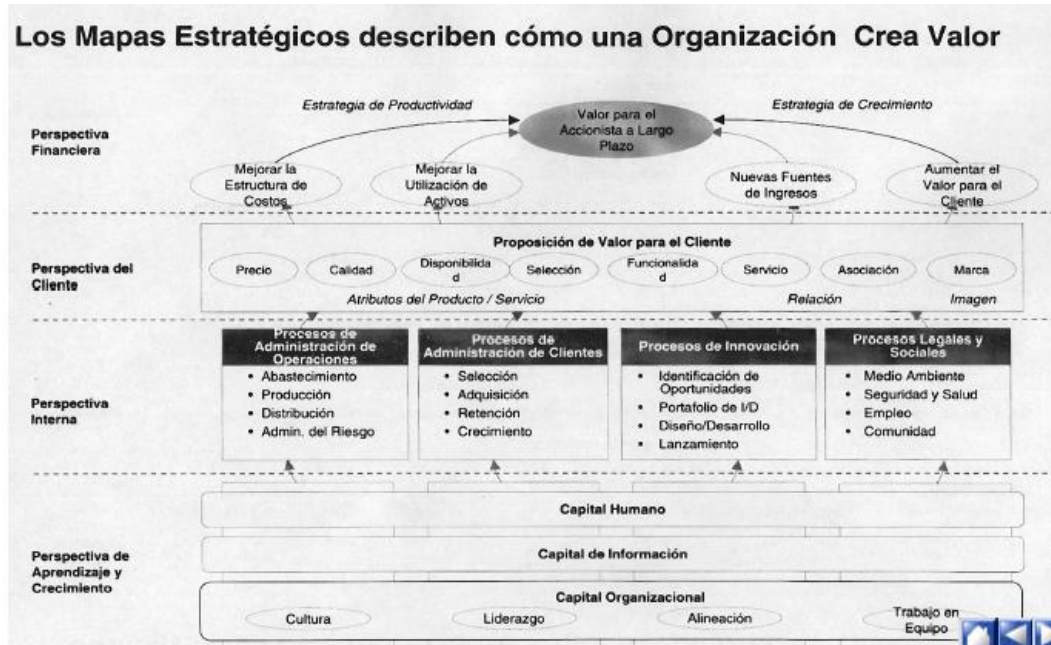 Los Mapas Estratégicos describen cómo una Organización Crea Valor
Estrategia de Productividad
Estrategia de Crecimiento
Valor para el
Accionista a Largo
Plazo
Perspectiva
Financiera
Mejorar la
Estructura de
Costos
Mejorar la
Utilización de
Activos
Nuevas Fuentes
de Ingresos
Aumentar el
Valor para el
Cliente
Perspectiva del
Cliente
Proposición de Valor para el Cliente
Precio
Calidad
Disponibilida
d
Selección
Funcionalida
d
Servicio
Asociación
Marca
Atributos del Producto / Servicio
Relación
Imagen
Perspectiva
Interna
Procesos de
Administración de
Operaciones
• Abastecimiento
• Producción
• Distribución
• Admin. del Riesgo
Procesos de
Administración de Clientes
• Selección
• Adquisición
• Retención
• Crecimiento
Procesos de Innovación
• Identificación de
Oportunidades
• Portafolio de I/D
• Diseño/Desarrollo
• Lanzamiento
Procesos Legales y
Sociales
• Medio Ambiente
• Seguridad y Salud
• Empleo
• Comunidad
Perspectiva de
Aprendizaje y
Crecimiento
Capital Humano
Capital de Información
Capital Organizacional
Cultura
Liderazgo
Alineación
Trabajo en
Equipo